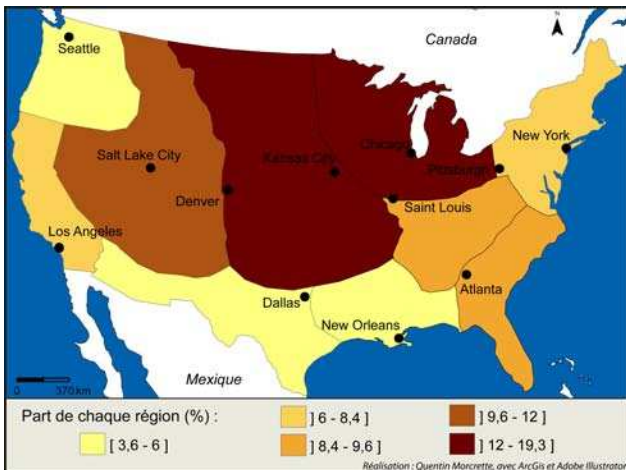 N
Seattle
Canada
New York
Chicago
Salt Lake City
Kansas City
Pittsburgh
Denver
Saint Louis
Los Angeles
Atlanta
Dallas
New Orleans
Mexique
0 370 km
Part de chaque région (%) :
[ 3,6 - 6 ]
] 6 - 8,4 ]
] 8,4 - 9,6 ]
] 9,6 - 12 ]
] 12 - 19,3 ]
Réalisation : Quentin Morcrette, avec ArcGis et Adobe Illustrator